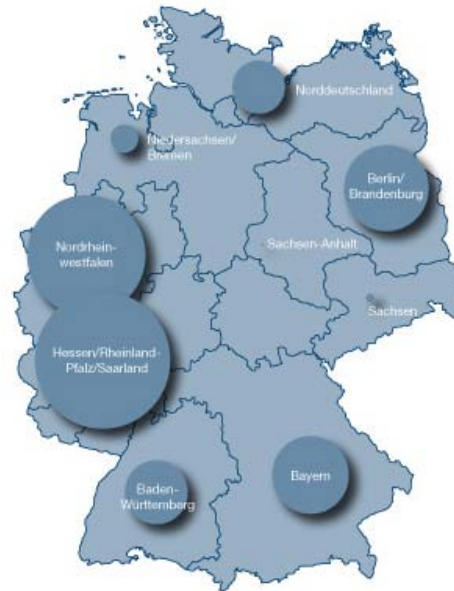 Norddeutschland
Niedersachsen/
Bremen
Berlin/
Brandenburg
Nordrhein-
westfalen
Sachsen-Anhalt
Sachsen
Hessen/Rheinland-
Pfalz/Saarland
Bayern
Baden-
Württemberg